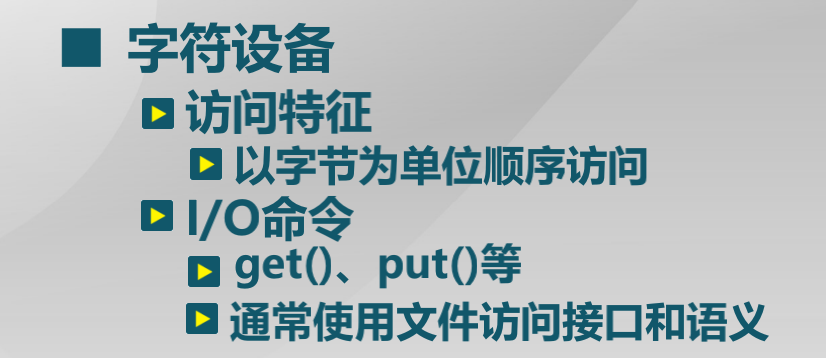 字符设备
访问特征
以字节为单位顺序访问
I/O命令
get()、put()等
通常使用文件访问接口和语义